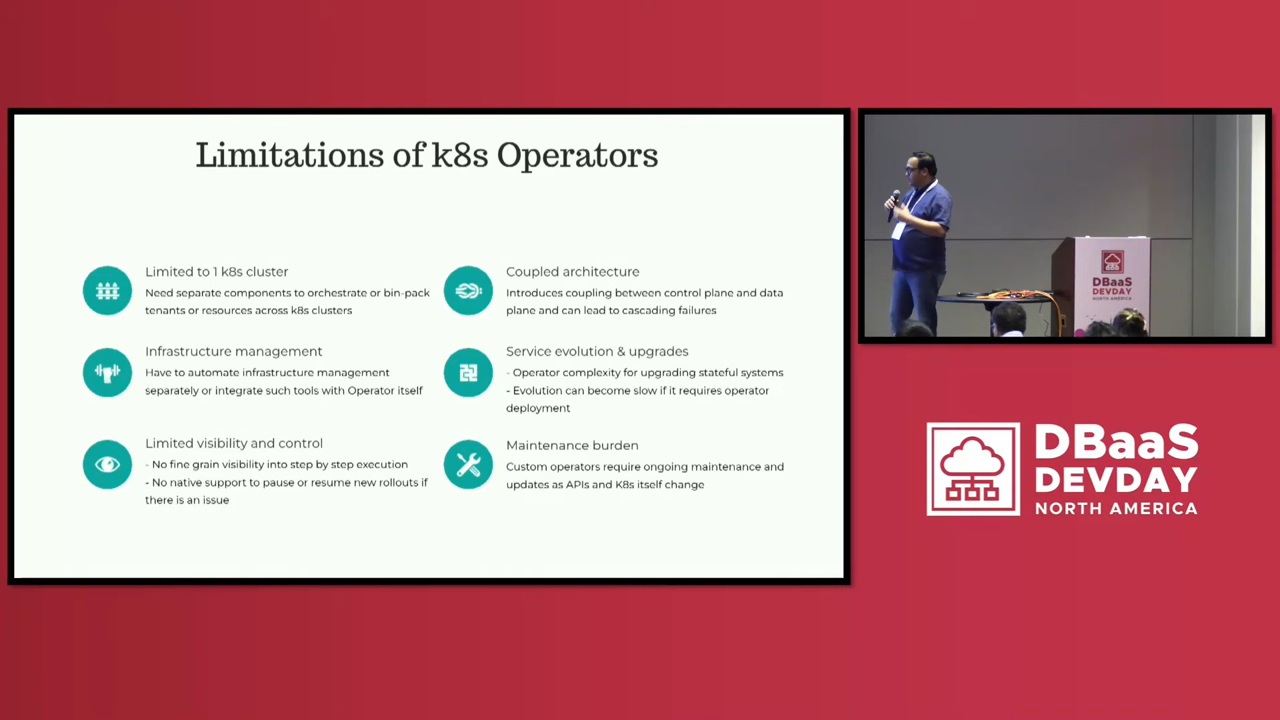 Limitations of k8s Operators
Limited to 1 k8s cluster
Need separate components to orchestrate or bin-pack
tenants or resources across k8s clusters
Infrastructure management
Have to automate infrastructure management
separately or integrate such tools with Operator itself
Limited visibility and control
- No fine grain visibility into step by step execution
- No native support to pause or resume new rollouts if
there is an issue
Coupled architecture
Introduces coupling between control plane and data
plane and can lead to cascading failures
Service evolution & upgrades
- Operator complexity for upgrading stateful systems
- Evolution can become slow if it requires operator
deployment
Maintenance burden
Custom operators require ongoing maintenance and
updates as APIs and K8s itself change
DBaaS
DEVDAY
NORTH AMERICA
DBaaS
DEVDAY
NORTH AMERICA